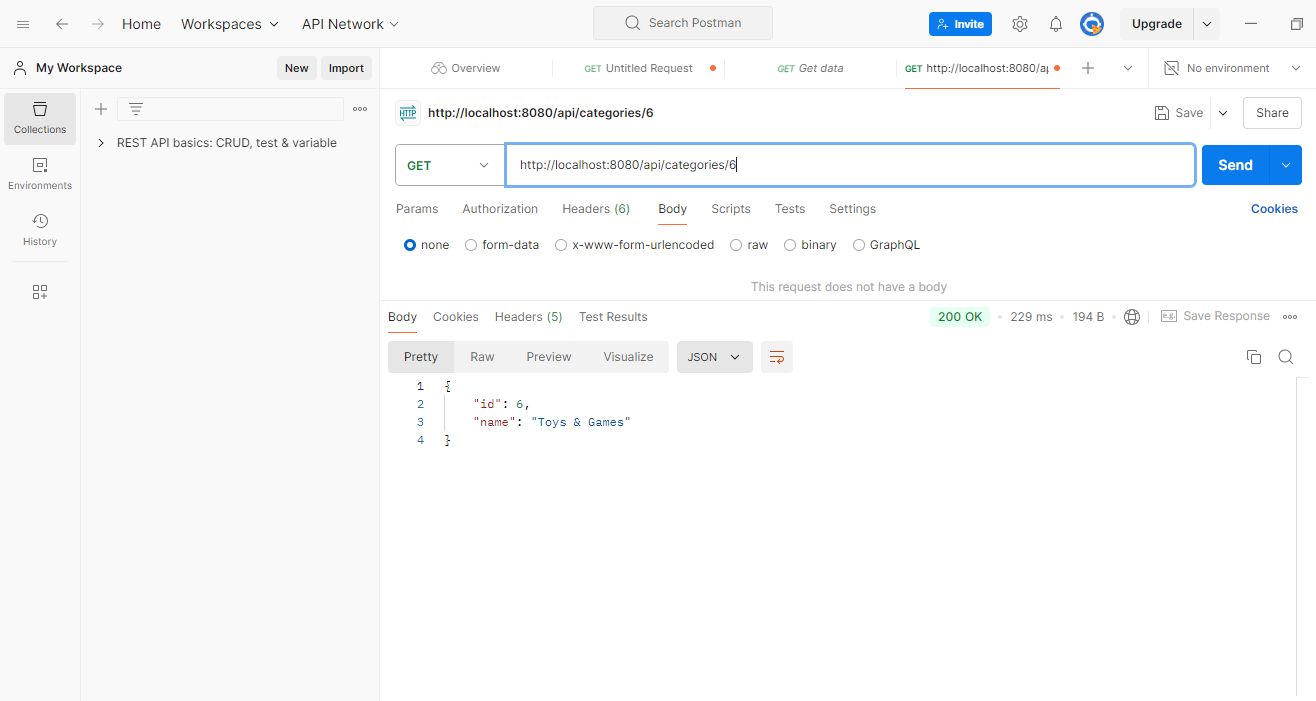 Home Workspaces API Network Search Postman Invite Upgrade
My Workspace New Import Overview GET Untitled Request GET Get data GET http://localhost:8080/ap No environment
Collections
REST API basics: CRUD, test & variable
Environments
History
HTTP http://localhost:8080/api/categories/6 Save Share
GET http://localhost:8080/api/categories/6 Send
Params Authorization Headers (6) Body Scripts Tests Settings Cookies
none form-data x-www-form-urlencoded raw binary GraphQL
This request does not have a body
Body Cookies Headers (5) Test Results 200 OK 229 ms 194 B e.g. Save Response
Pretty Raw Preview Visualize JSON
1 {
2 "id": 6,
3 "name": "Toys & Games"
4 }